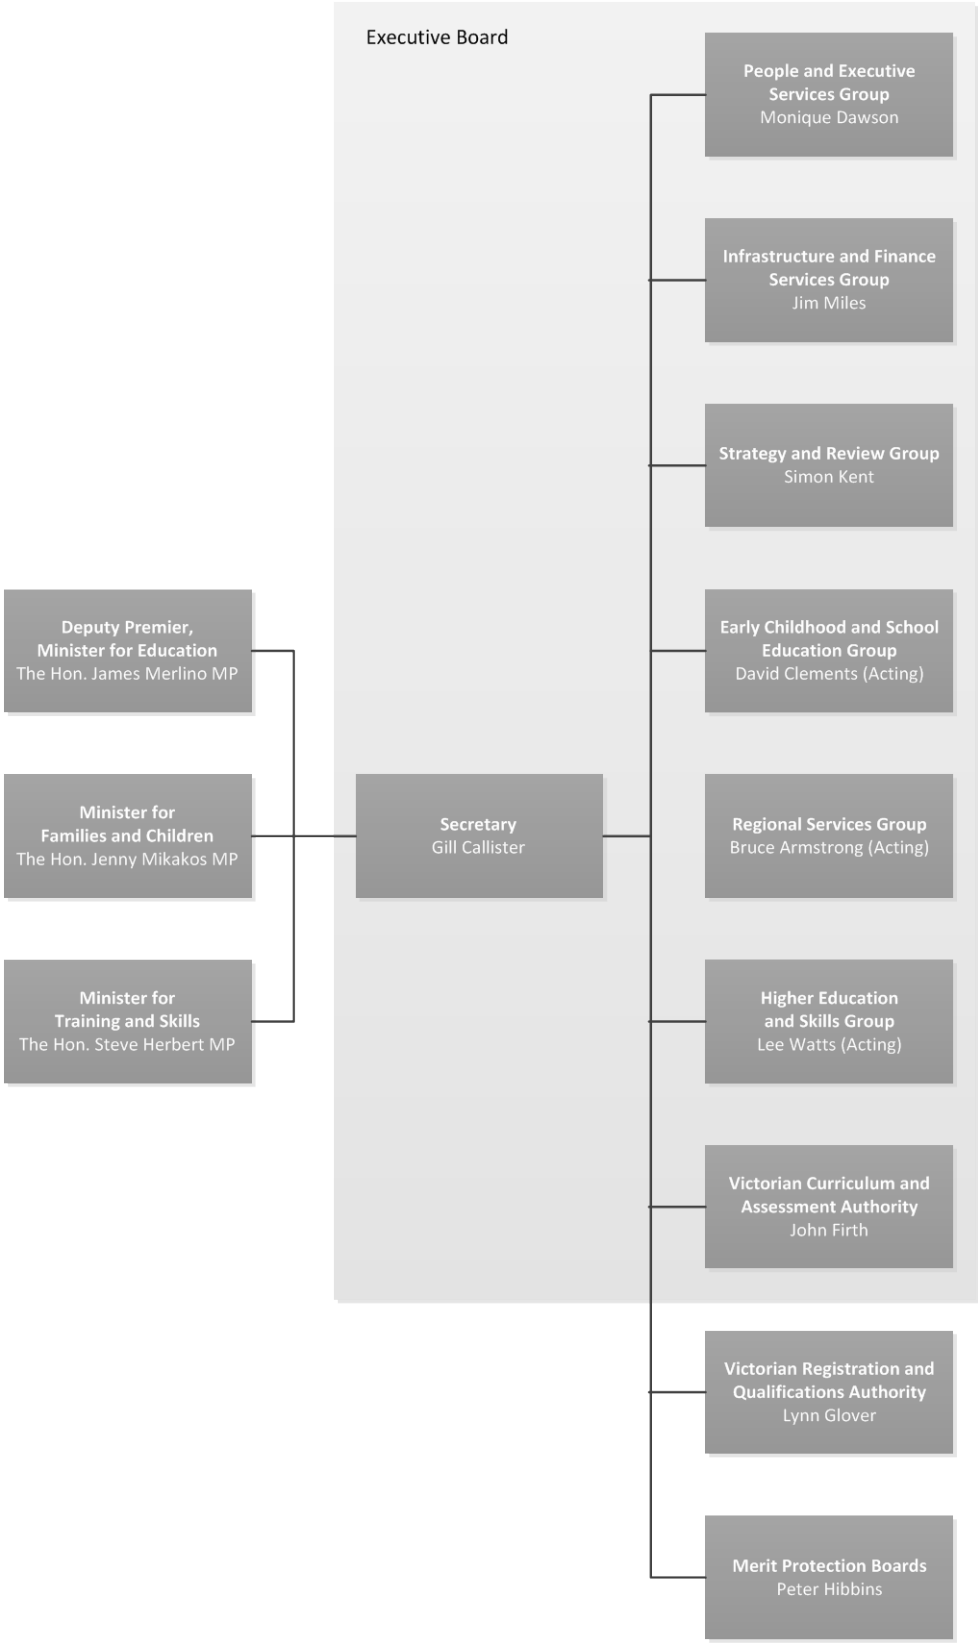 Executive Board
People and Executive
Services Group
Monique Dawson
Infrastructure and Finance
Services Group
Jim Miles
Strategy and Review Group
Simon Kent
Deputy Premier,
Minister for Education
The Hon. James Merlino MP
Early Childhood and School
Education Group
David Clements (Acting)
Minister for
Families and Children
The Hon. Jenny Mikakos MP
Secretary
Gill Callister
Regional Services Group
Bruce Armstrong (Acting)
Minister for
Training and Skills
The Hon. Steve Herbert MP
Higher Education
and Skills Group
Lee Watts (Acting)
Victorian Curriculum and
Assessment Authority
John Firth
Victorian Registration and
Qualifications Authority
Lynn Glover
Merit Protection Boards
Peter Hibbins